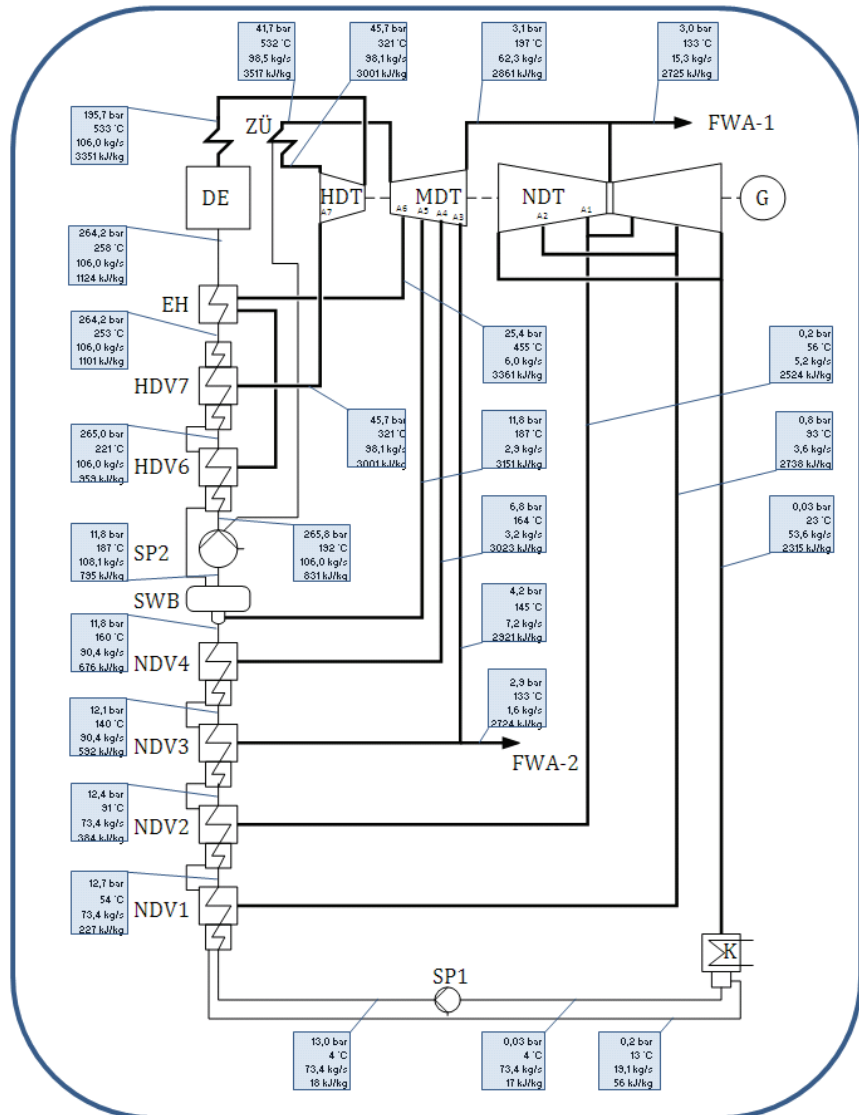 41,7 bar
532 °C
98,5 kg/s
3517 kJ/kg
45,7 bar
321 °C
98,1 kg/s
3001 kJ/kg
3,1 bar
197 °C
62,3 kg/s
2861 kJ/kg
3,0 bar
133 °C
15,3 kg/s
2725 kJ/kg
195,7 bar
533 °C
106,0 kg/s
3351 kJ/kg
ZÜ
FWA-1
DE
HDT
A7
MDT
A6
A5
A4
A3
NDT
A2
A1
G
264,2 bar
258 °C
106,0 kg/s
1124 kJ/kg
EH
264,2 bar
253 °C
106,0 kg/s
1101 kJ/kg
HDV7
25,4 bar
455 °C
6,0 kg/s
3361 kJ/kg
0,2 bar
56 °C
5,2 kg/s
2524 kJ/kg
265,0 bar
221 °C
106,0 kg/s
959 kJ/kg
HDV6
45,7 bar
321 °C
98,1 kg/s
3001 kJ/kg
11,8 bar
187 °C
2,9 kg/s
3151 kJ/kg
0,8 bar
93 °C
3,6 kg/s
2738 kJ/kg
11,8 bar
187 °C
108,1 kg/s
795 kJ/kg
SP2
265,8 bar
192 °C
106,0 kg/s
831 kJ/kg
6,8 bar
164 °C
3,2 kg/s
3023 kJ/kg
0,03 bar
23 °C
53,6 kg/s
2315 kJ/kg
SWB
11,8 bar
160 °C
90,4 kg/s
676 kJ/kg
NDV4
4,2 bar
145 °C
7,2 kg/s
2921 kJ/kg
12,1 bar
140 °C
90,4 kg/s
592 kJ/kg
NDV3
2,9 bar
133 °C
1,6 kg/s
2724 kJ/kg
FWA-2
12,4 bar
91 °C
73,4 kg/s
384 kJ/kg
NDV2
12,7 bar
54 °C
73,4 kg/s
227 kJ/kg
NDV1
K
SP1
13,0 bar
4 °C
73,4 kg/s
18 kJ/kg
0,03 bar
4 °C
73,4 kg/s
17 kJ/kg
0,2 bar
13 °C
19,1 kg/s
56 kJ/kg